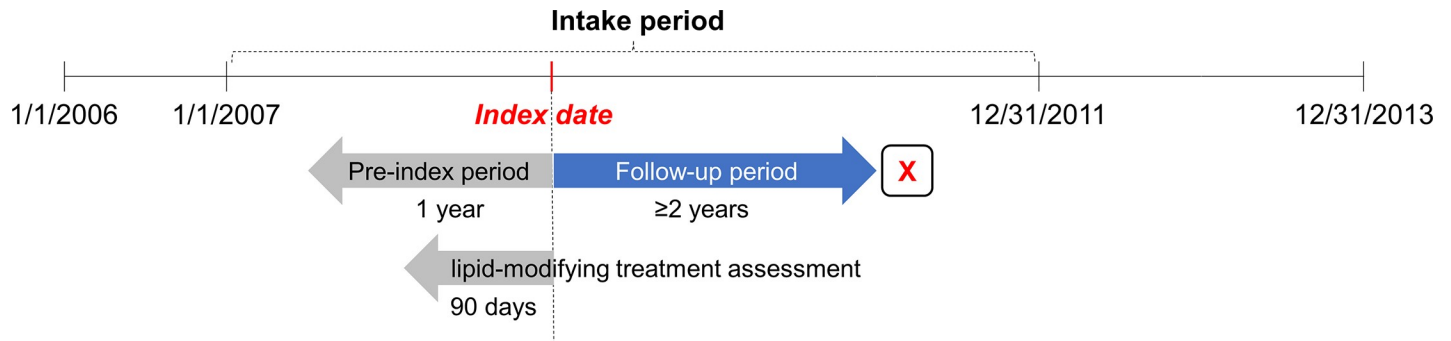 Intake period
1/1/2006
1/1/2007
Index date
12/31/2011
12/31/2013
Pre-index period
Follow-up period
X
1 year
≥2 years
lipid-modifying treatment assessment
90 days